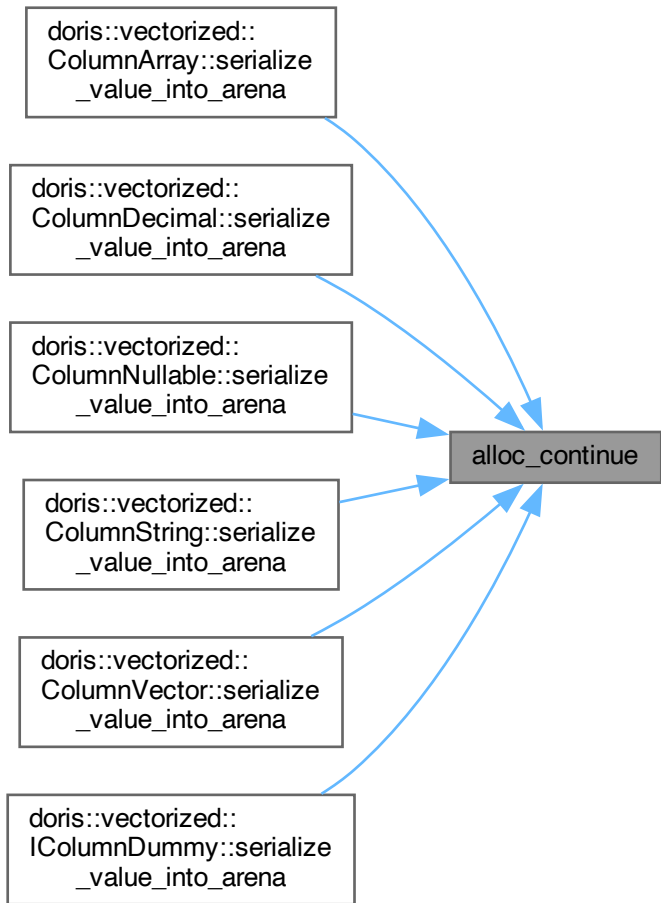 doris::vectorized::
ColumnArray::serialize
_value_into_arena
doris::vectorized::
ColumnDecimal::serialize
_value_into_arena
doris::vectorized::
ColumnNullable::serialize
_value_into_arena
alloc_continue
doris::vectorized::
ColumnString::serialize
_value_into_arena
doris::vectorized::
ColumnVector::serialize
_value_into_arena
doris::vectorized::
IColumnDummy::serialize
_value_into_arena